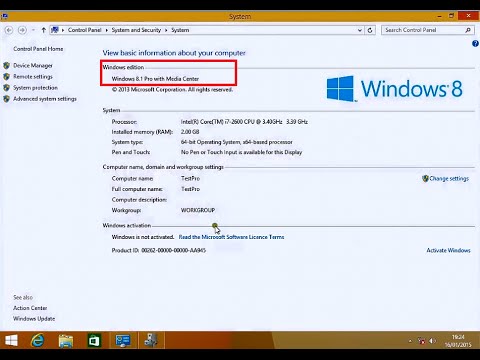 System
Control Panel ▸ System and Security ▸ System
Control Panel Home
View basic information about your computer
Device Manager
Remote settings
System protection
Advanced system settings
Windows edition
Windows 8.1 Pro with Media Center
© 2013 Microsoft Corporation. All rights reserved.
Windows 8
System
Processor: Intel(R) Core(TM) i7-2600 CPU @ 3.40GHz 3.39 GHz
Installed memory (RAM): 2.00 GB
System type: 64-bit Operating System, x64-based processor
Pen and Touch: No Pen or Touch Input is available for this Display
Computer name, domain and workgroup settings
Computer name: TestPro
Change settings
Full computer name: TestPro
Computer description:
Workgroup: WORKGROUP
Windows activation
Windows is not activated. Read the Microsoft Software Licence Terms
Product ID: 00262-00000-00000-AA945
Activate Windows
See also
Action Center
Windows Update
19:24
16/01/2015